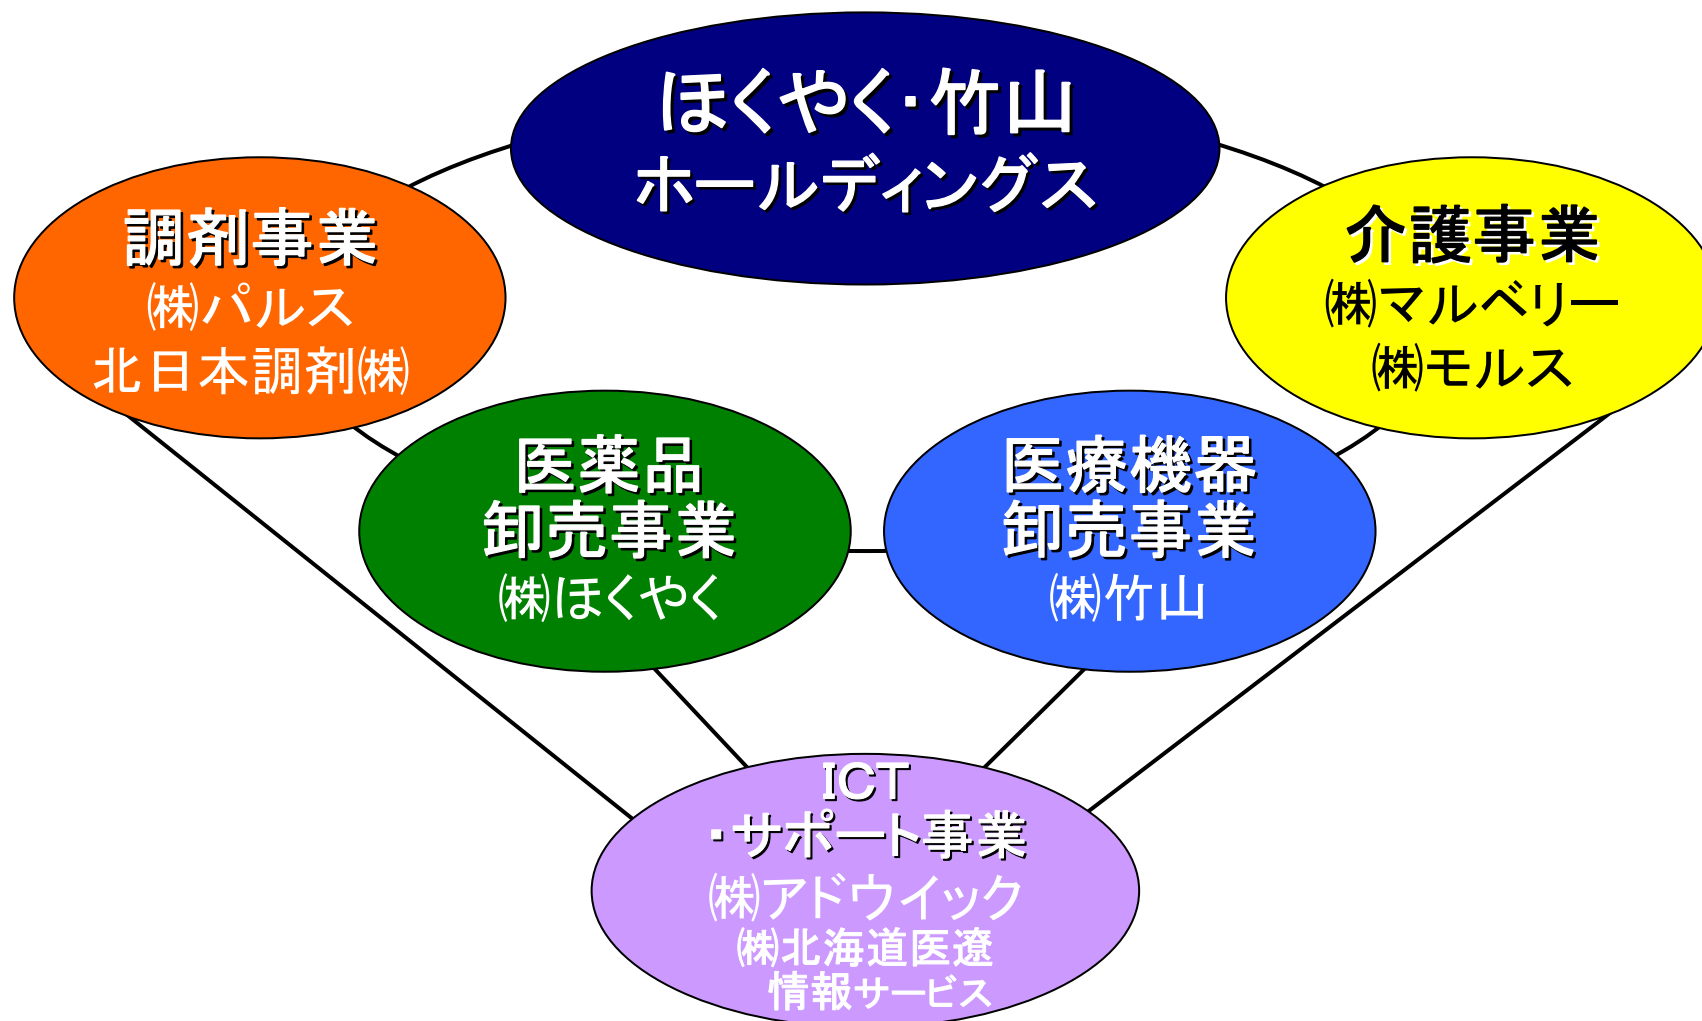 ほくやく・竹山
ホールディングス
調剤事業
㈱パルス
北日本調剤㈱
介護事業
㈱マルベリー
㈱モルス
医薬品
卸売事業
㈱ほくやく
医療機器
卸売事業
㈱竹山
ICT
・サポート事業
㈱アドウイック
㈱北海道医遼
情報サービス